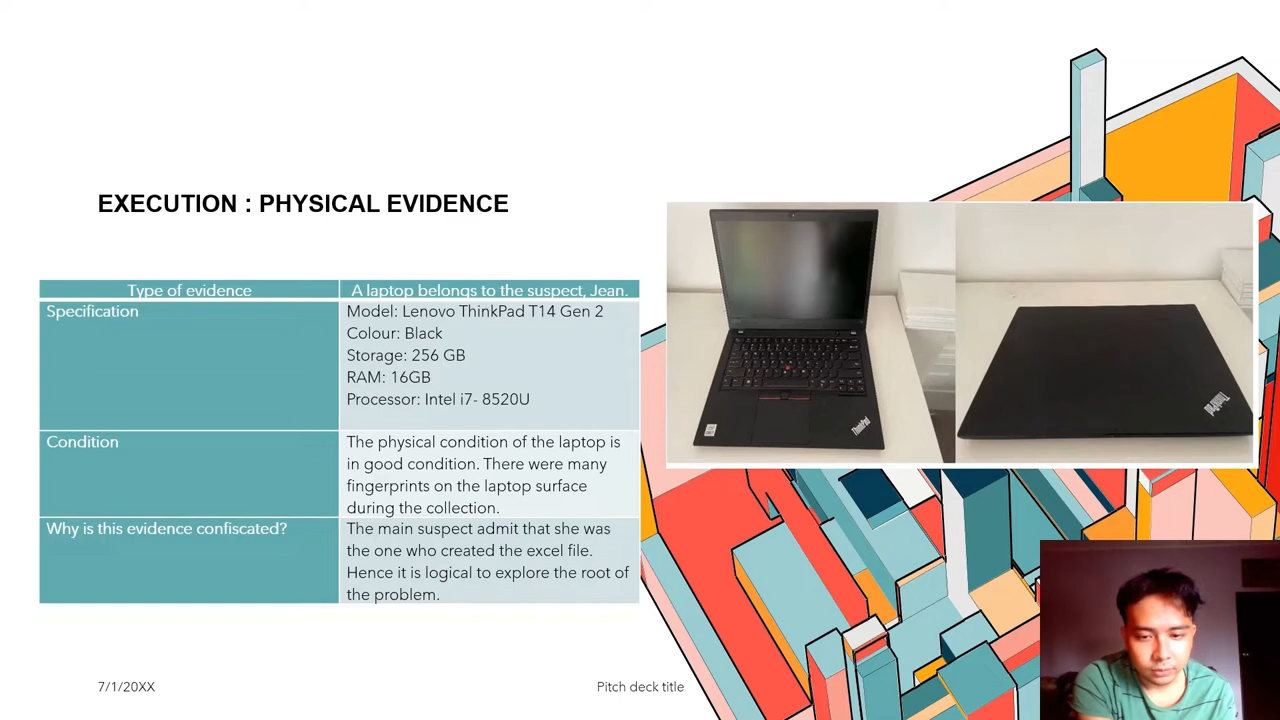 EXECUTION : PHYSICAL EVIDENCE
Type of evidence
A laptop belongs to the suspect, Jean.
Specification
Model: Lenovo ThinkPad T14 Gen 2
Colour: Black
Storage: 256 GB
RAM: 16GB
Processor: Intel i7- 8520U
Condition
The physical condition of the laptop is
in good condition. There were many
fingerprints on the laptop surface
during the collection.
Why is this evidence confiscated?
The main suspect admit that she was
the one who created the excel file.
Hence it is logical to explore the root of
the problem.
ThinkPad
ThinkPad
7/1/20XX
Pitch deck title